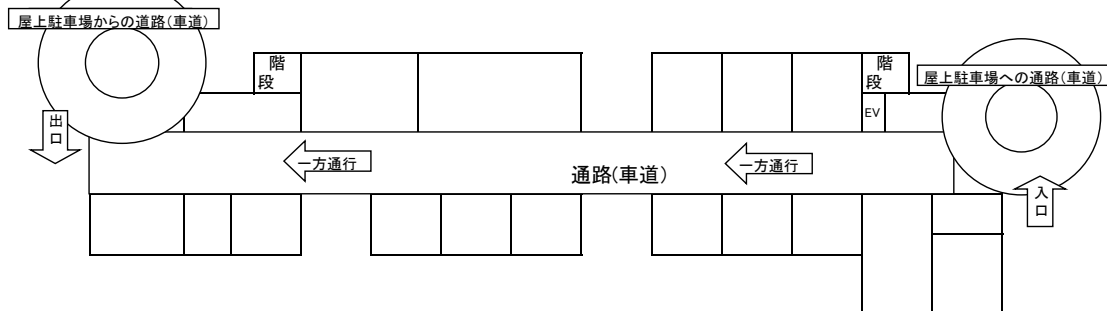 屋上駐車場からの道路(車道)
階
段
階
段
屋上駐車場への通路(車道)
EV
出
口
一方通行
一方通行
通路(車道)
入
口